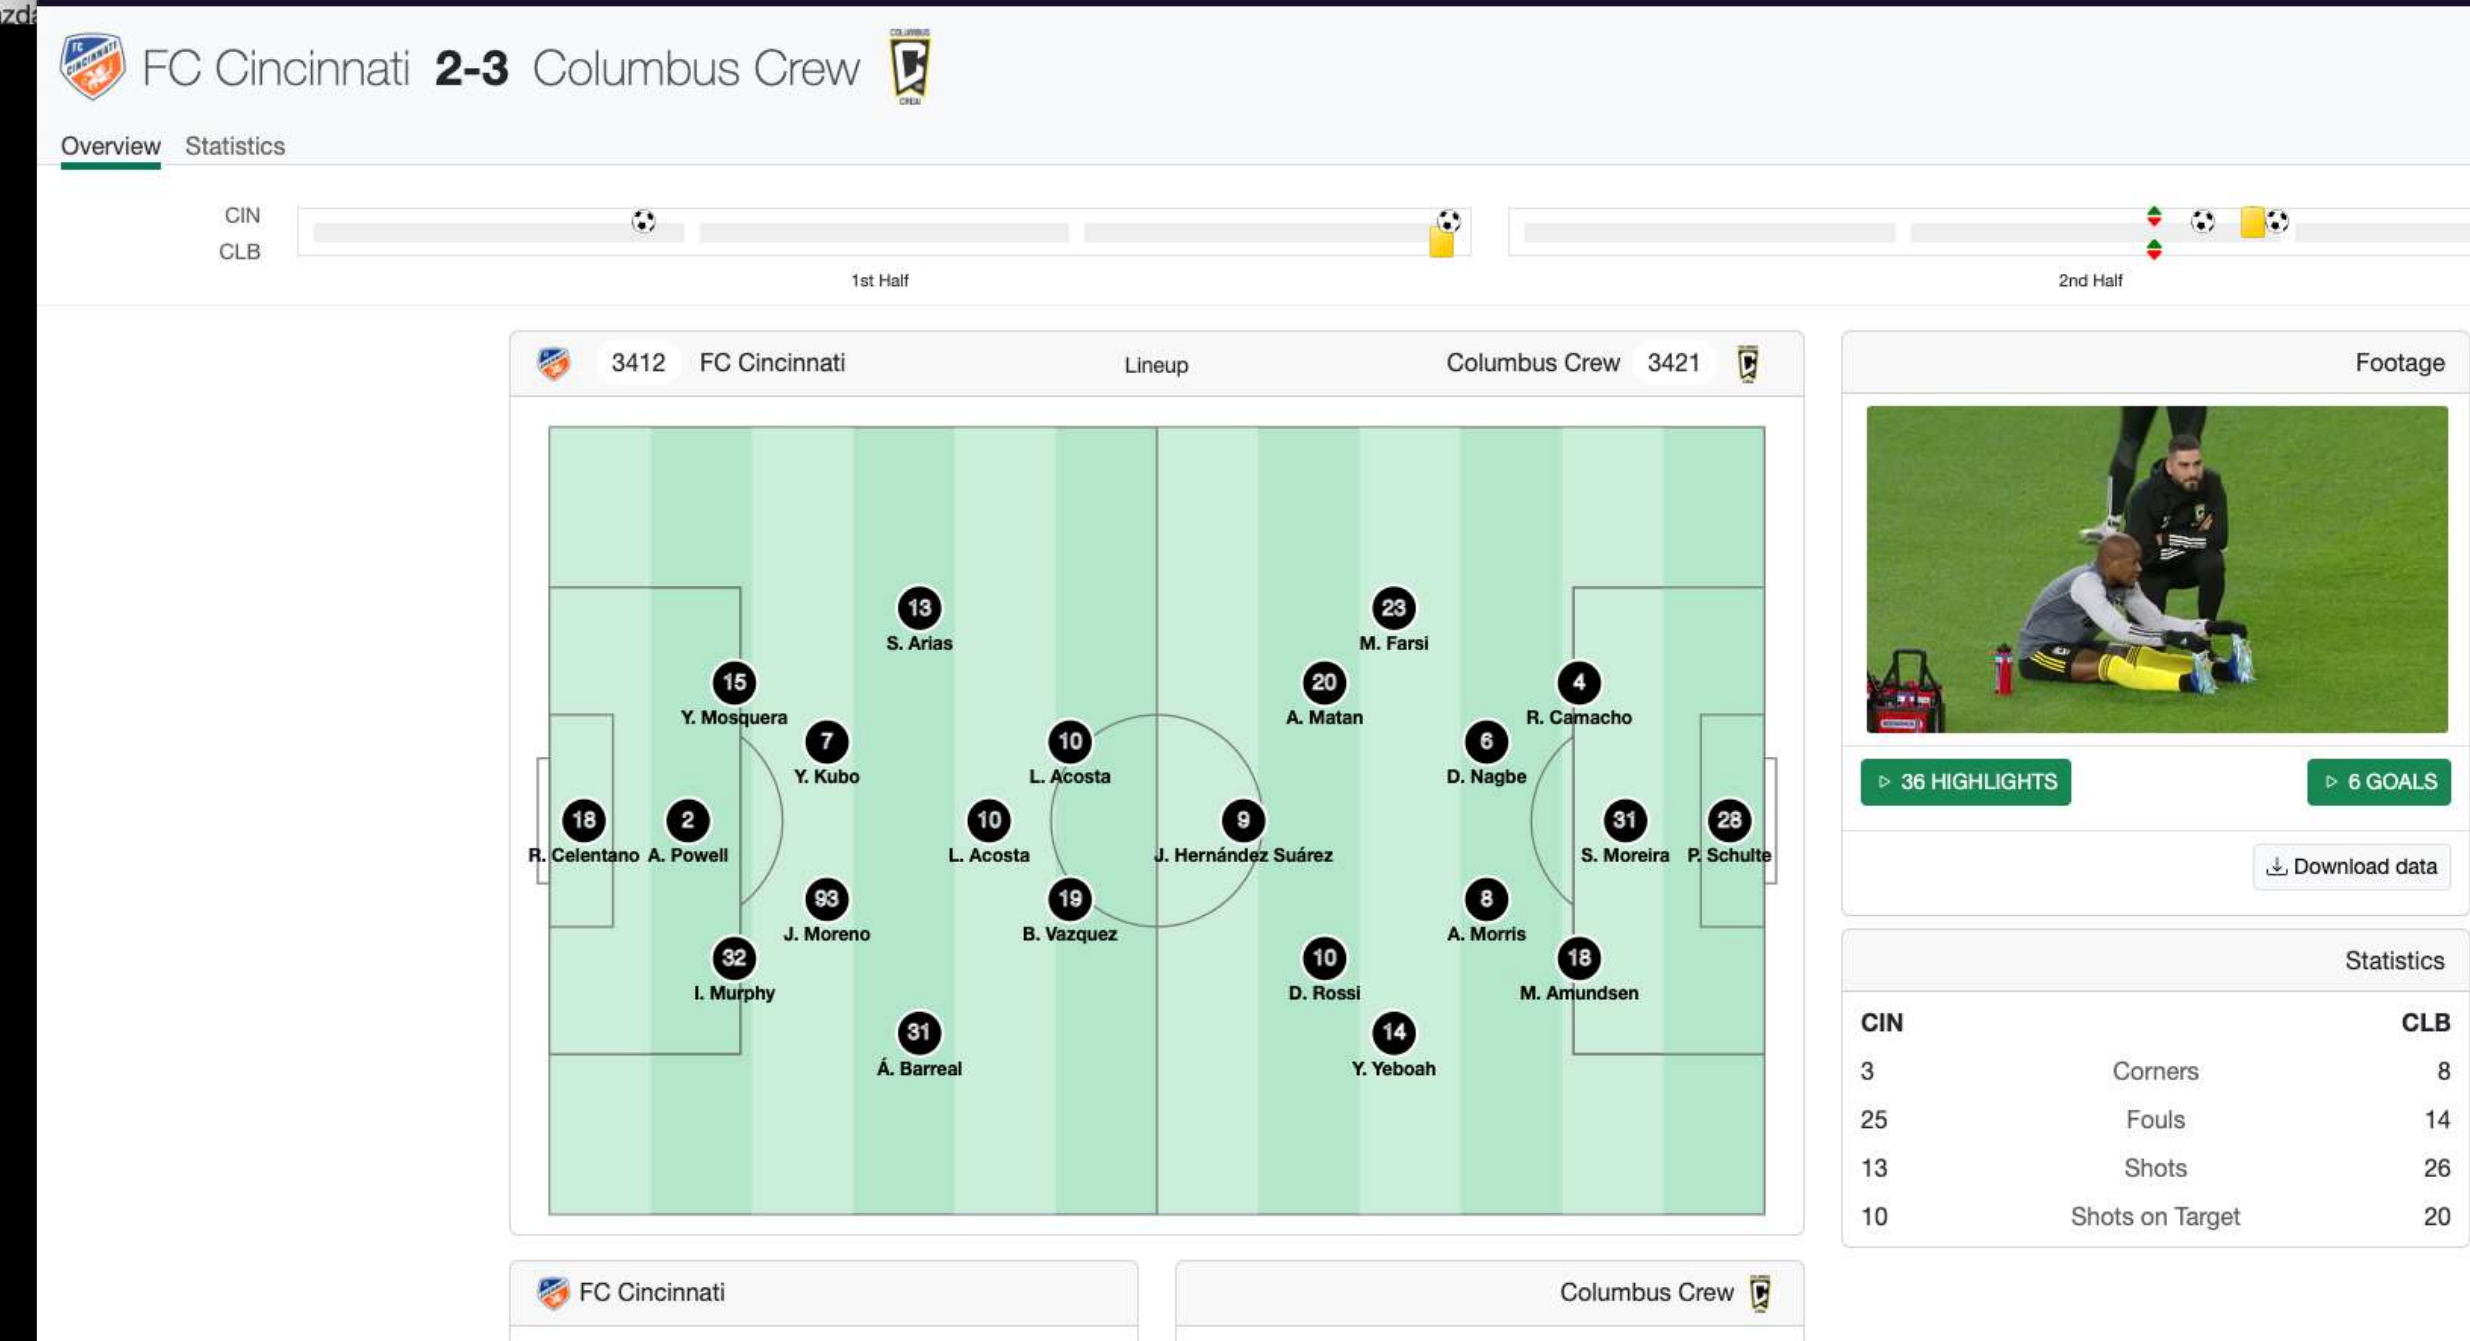 zda
FC Cincinnati 2-3 Columbus Crew
Overview Statistics
CIN
CLB
1st Half
2nd Half
3412 FC Cincinnati
Lineup
Columbus Crew 3421
Footage
13
S. Arias
23
M. Farsi
15
Y. Mosquera
20
A. Matan
4
R. Camacho
7
Y. Kubo
10
L. Acosta
6
D. Nagbe
18
R. Celentano
2
A. Powell
10
L. Acosta
9
J. Hernández Suárez
31
S. Moreira
28
P. Schulte
93
J. Moreno
19
B. Vazquez
8
A. Morris
32
I. Murphy
10
D. Rossi
18
M. Amundsen
31
Á. Barreal
14
Y. Yeboah
36 HIGHLIGHTS
6 GOALS
Download data
Statistics
CIN CLB
3 Corners 8
25 Fouls 14
13 Shots 26
10 Shots on Target 20
FC Cincinnati
Columbus Crew